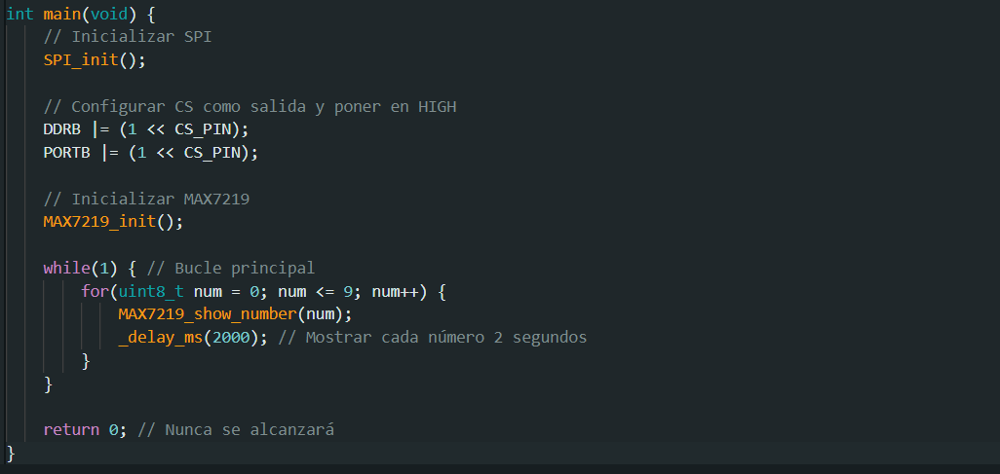 int main(void) {
// Inicializar SPI
SPI_init();
// Configurar CS como salida y poner en HIGH
DDRB |= (1 << CS_PIN);
PORTB |= (1 << CS_PIN);
// Inicializar MAX7219
MAX7219_init();
while(1) { // Bucle principal
for(uint8_t num = 0; num <= 9; num++) {
MAX7219_show_number(num);
_delay_ms(2000); // Mostrar cada número 2 segundos
}
}
return 0; // Nunca se alcanzará
}